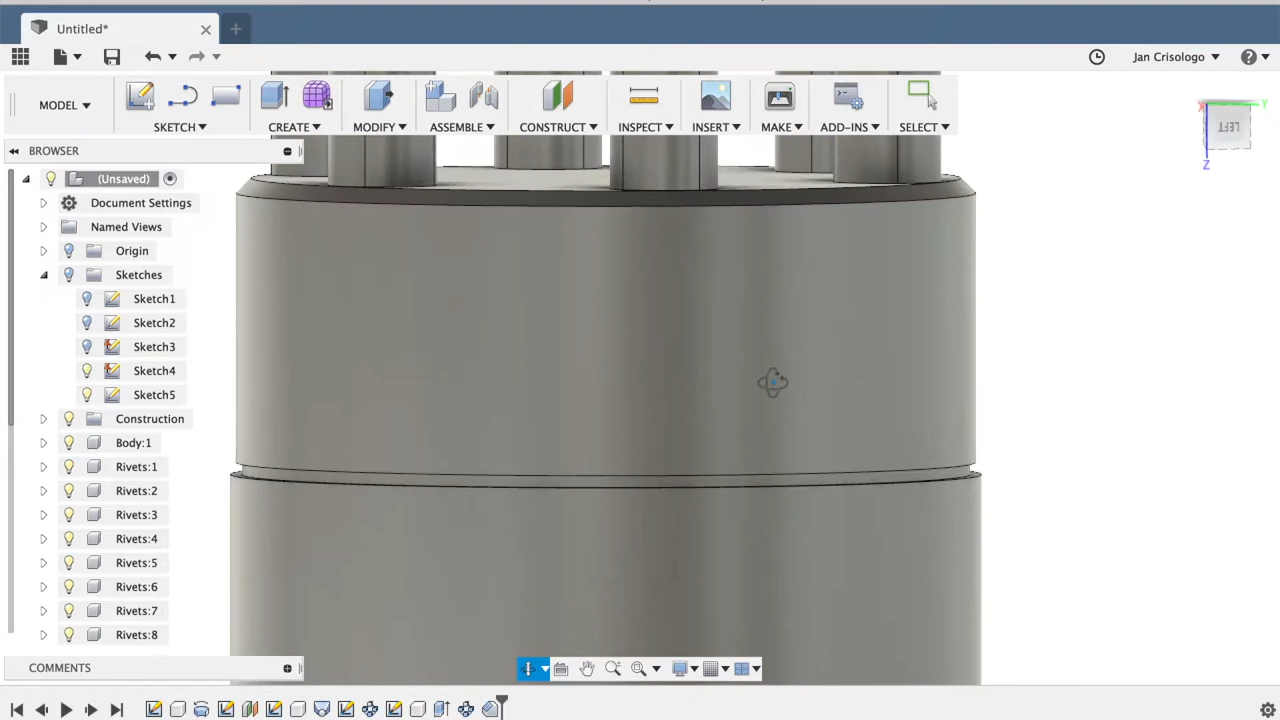 Untitled*
Jan Crisologo
MODEL
SKETCH
CREATE
MODIFY
ASSEMBLE
CONSTRUCT
INSPECT
INSERT
MAKE
ADD-INS
SELECT
X
Y
LEFT
Z
BROWSER
(Unsaved)
Document Settings
Named Views
Origin
Sketches
Sketch1
Sketch2
Sketch3
Sketch4
Sketch5
Construction
Body:1
Rivets:1
Rivets:2
Rivets:3
Rivets:4
Rivets:5
Rivets:6
Rivets:7
Rivets:8
COMMENTS